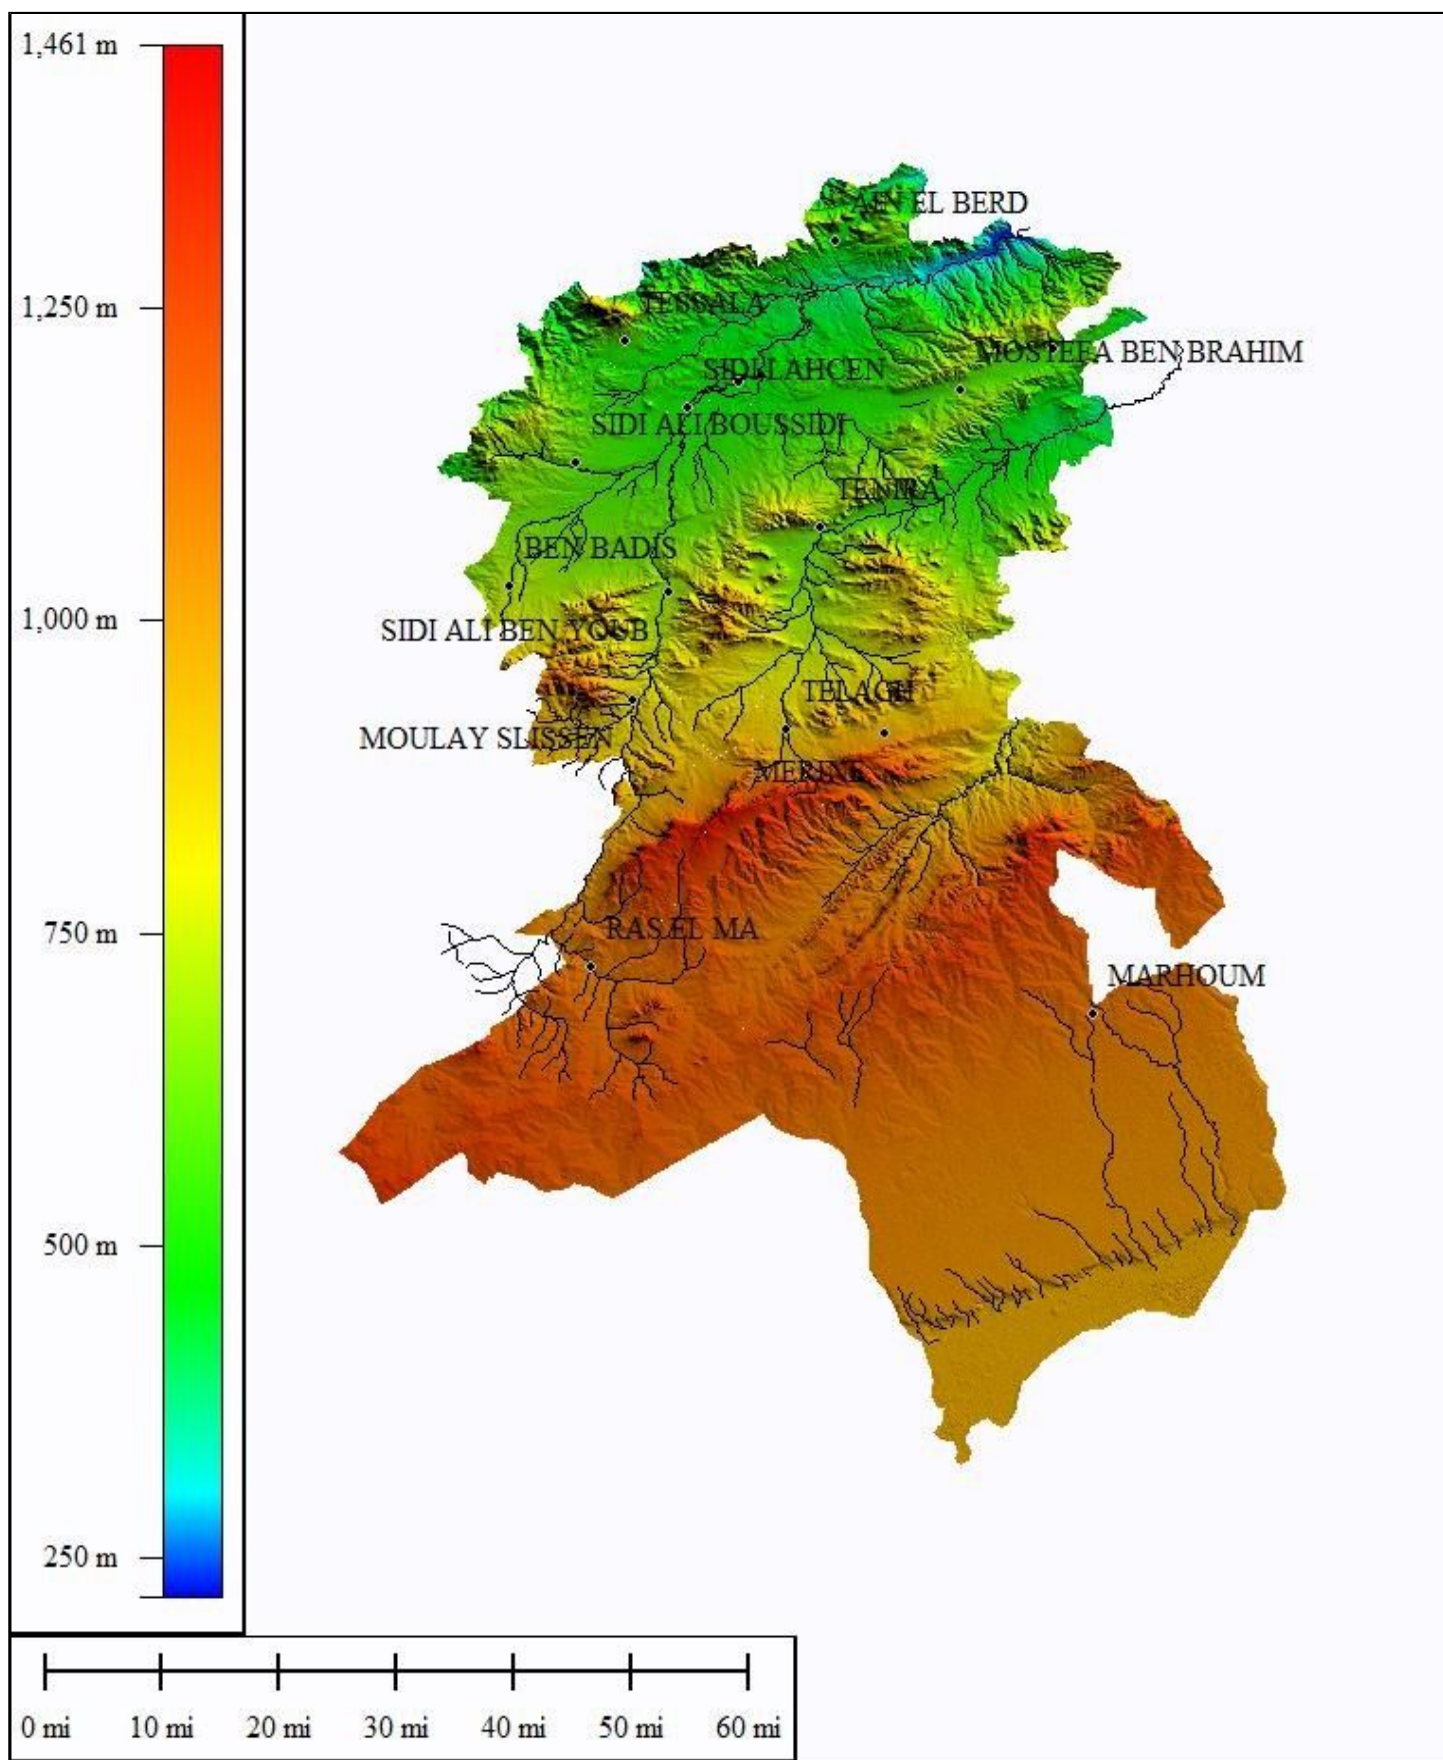 1,461 m
1,250 m
1,000 m
750 m
500 m
250 m
AIN EL BERD
TESSALA
MOSTEFA BEN BRAHIM
SIDI LAHCEN
SIDI ALI BOUSSIDI
TENIRA
BEN BADIS
SIDI ALI BEN YOUB
TELAGH
MOULAY SLISSEN
MERINE
RAS EL MA
MARHOUM
0 mi 10 mi 20 mi 30 mi 40 mi 50 mi 60 mi